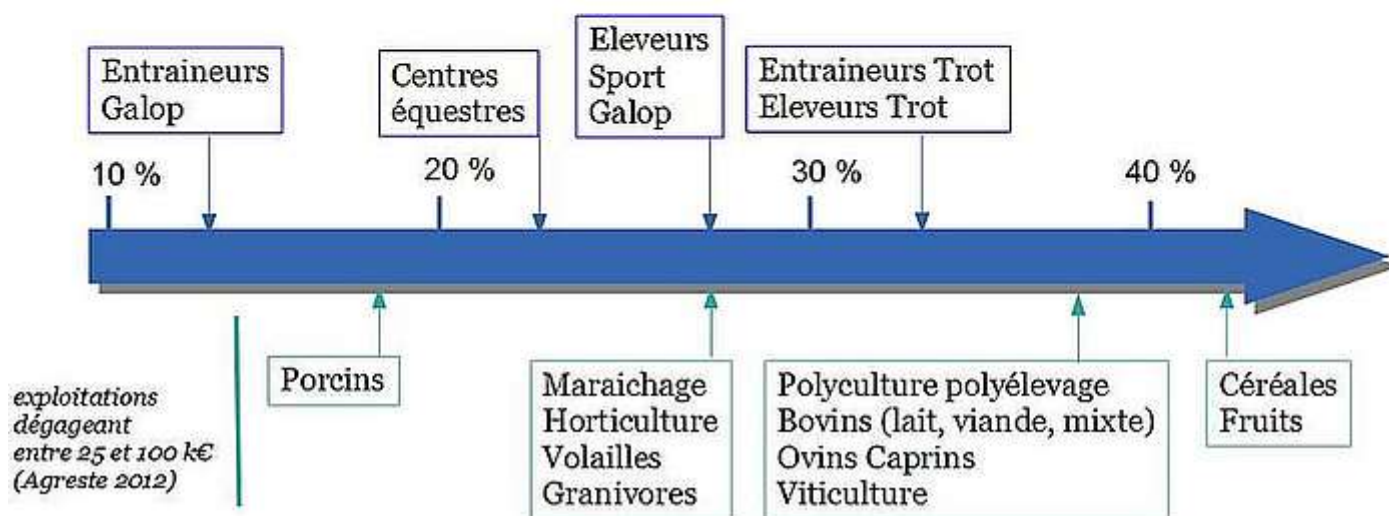 Entraineurs
Galop
Centres
équestres
Eleveurs
Sport
Galop
Entraineurs Trot
Eleveurs Trot
10 %
20 %
30 %
40 %
exploitations
dégageant
entre 25 et 100 k€
(Agreste 2012)
Porcins
Maraichage
Horticulture
Volailles
Granivores
Polyculture polyélevage
Bovins (lait, viande, mixte)
Ovins Caprins
Viticulture
Céréales
Fruits